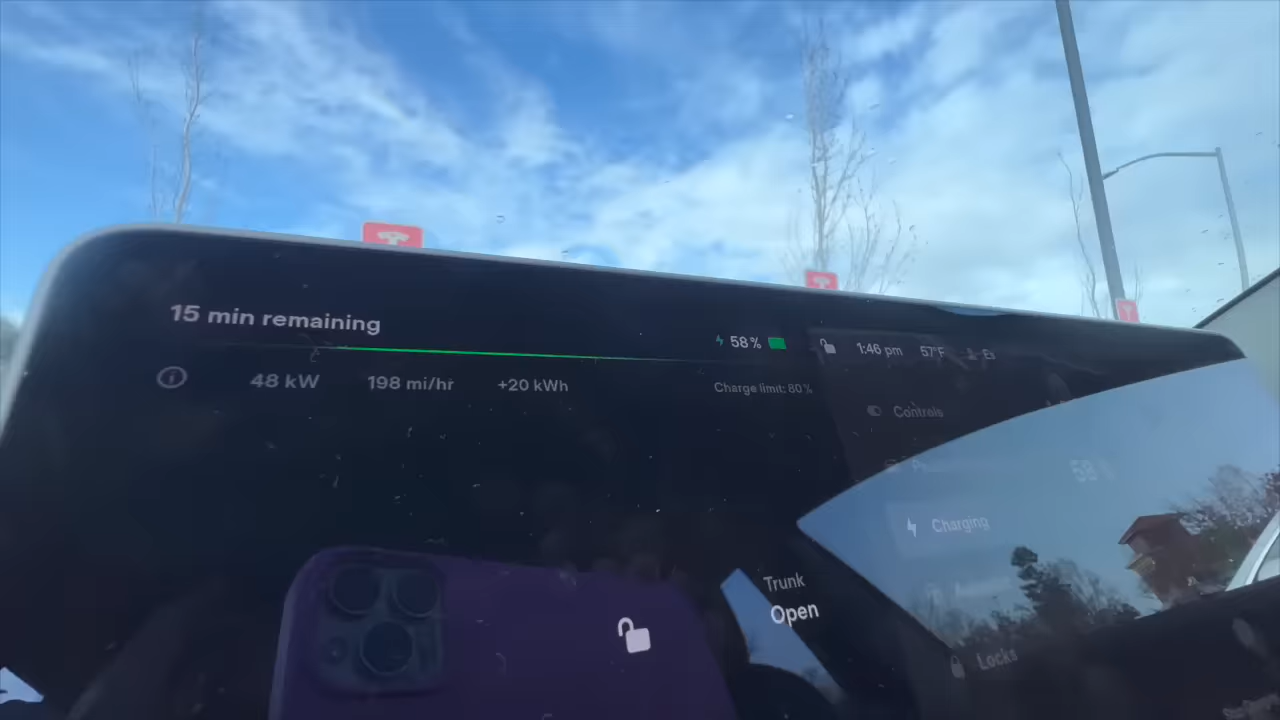 15 min remaining
58%
1:46 pm
57°F
48 kW
198 mi/hr
+20 kWh
Charge limit: 80%
Controls
58
Charging
Trunk
Open
Locks